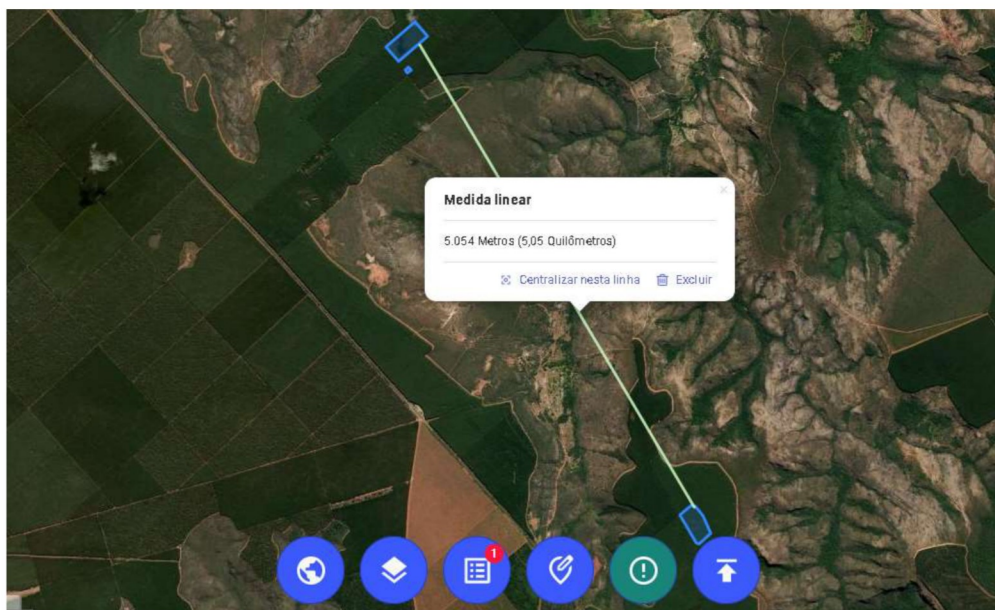 Medida linear
5.054 Metros (5,05 Quilômetros)
Centralizar nesta linha Excluir
1